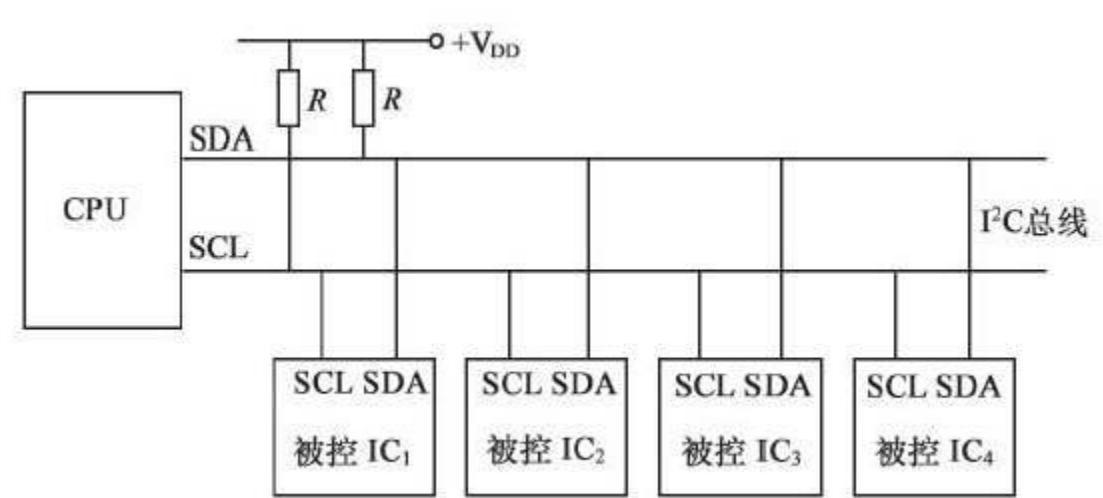 +V_DD
R R
SDA
CPU
I²C总线
SCL
SCL SDA SCL SDA SCL SDA SCL SDA
被控 IC₁ 被控 IC₂ 被控 IC₃ 被控 IC₄